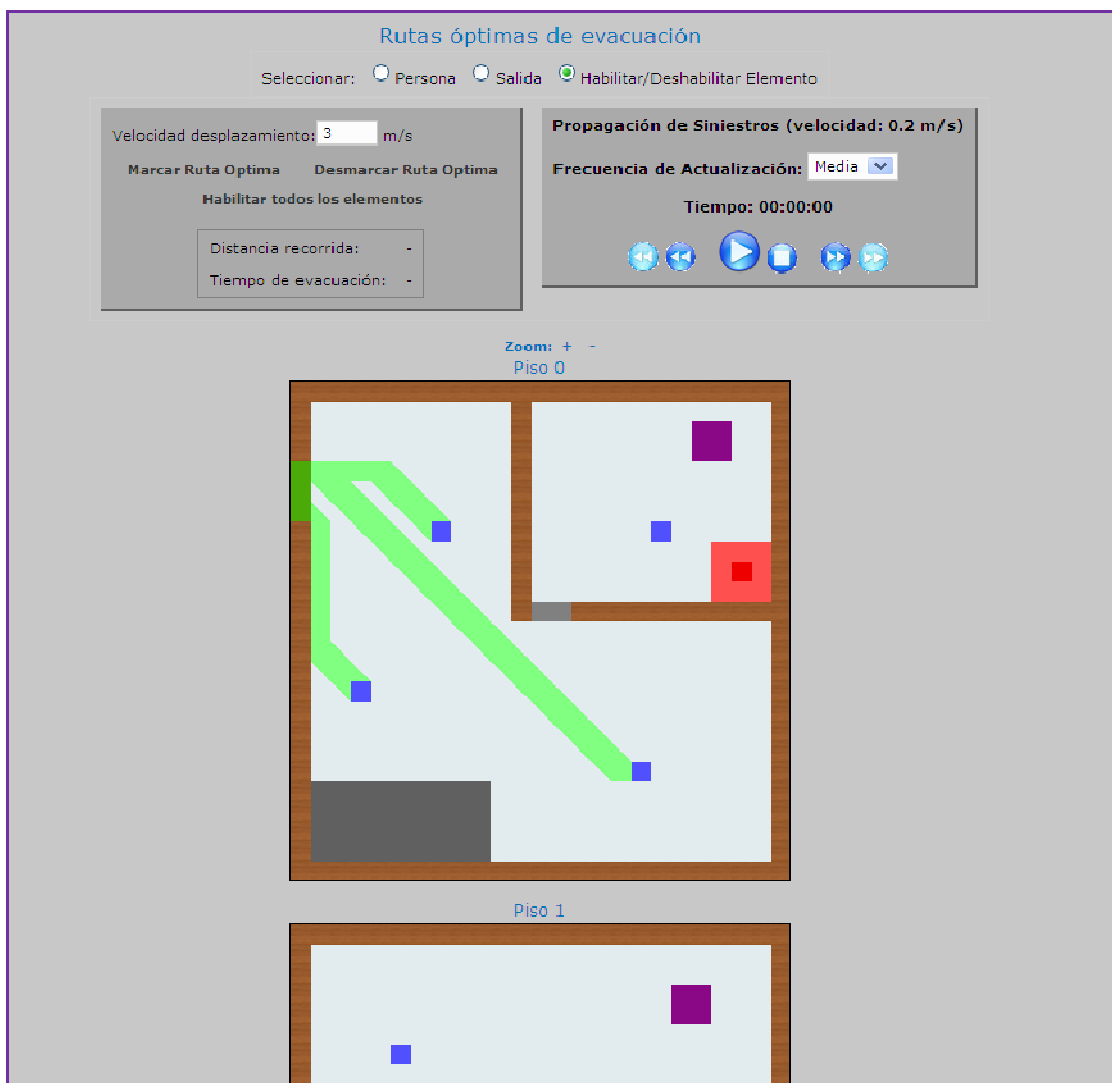 Rutas óptimas de evacuación
Seleccionar: Persona Salida Habilitar/Deshabilitar Elemento
Velocidad desplazamiento: 3 m/s
Marcar Ruta Optima Desmarcar Ruta Optima
Habilitar todos los elementos
Distancia recorrida: -
Tiempo de evacuación: -
Propagación de Siniestros (velocidad: 0.2 m/s)
Frecuencia de Actualización: Media
Tiempo: 00:00:00
Zoom: + -
Piso 0
Piso 1